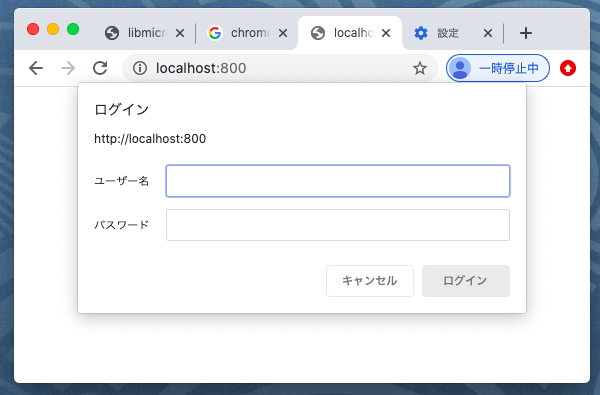 libmicr
chrome
localho
設定
localhost:800
一時停止中
ログイン
http://localhost:800
ユーザー名
パスワード
キャンセル
ログイン